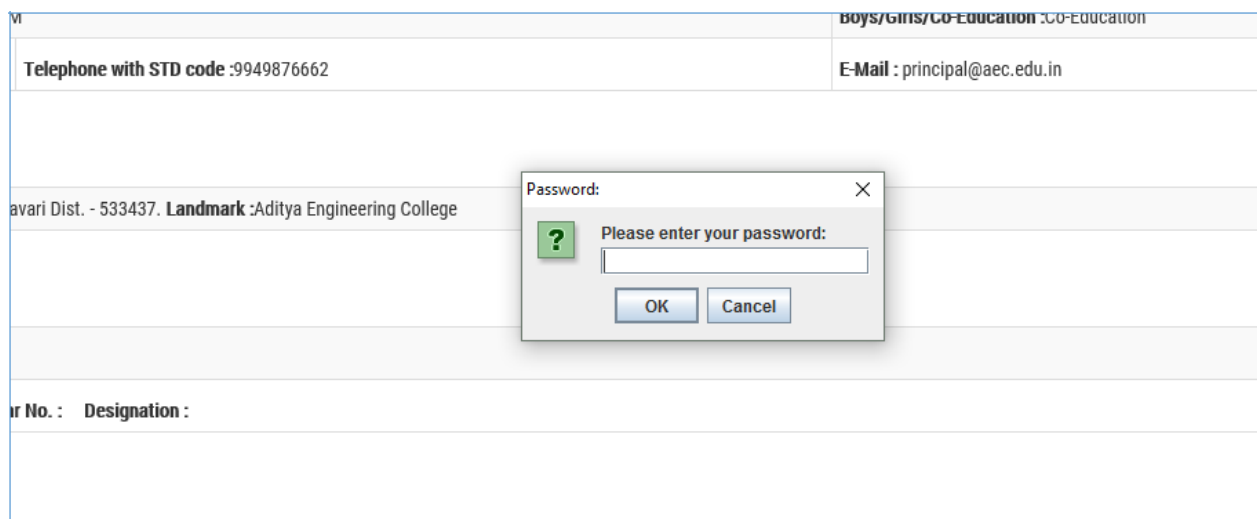 Boys/Girls/Co-Education :Co-Education
Telephone with STD code :9949876662
E-Mail : principal@aec.edu.in
Password:
avari Dist. - 533437. Landmark :Aditya Engineering College
?
Please enter your password:
OK
Cancel
ar No. : Designation :